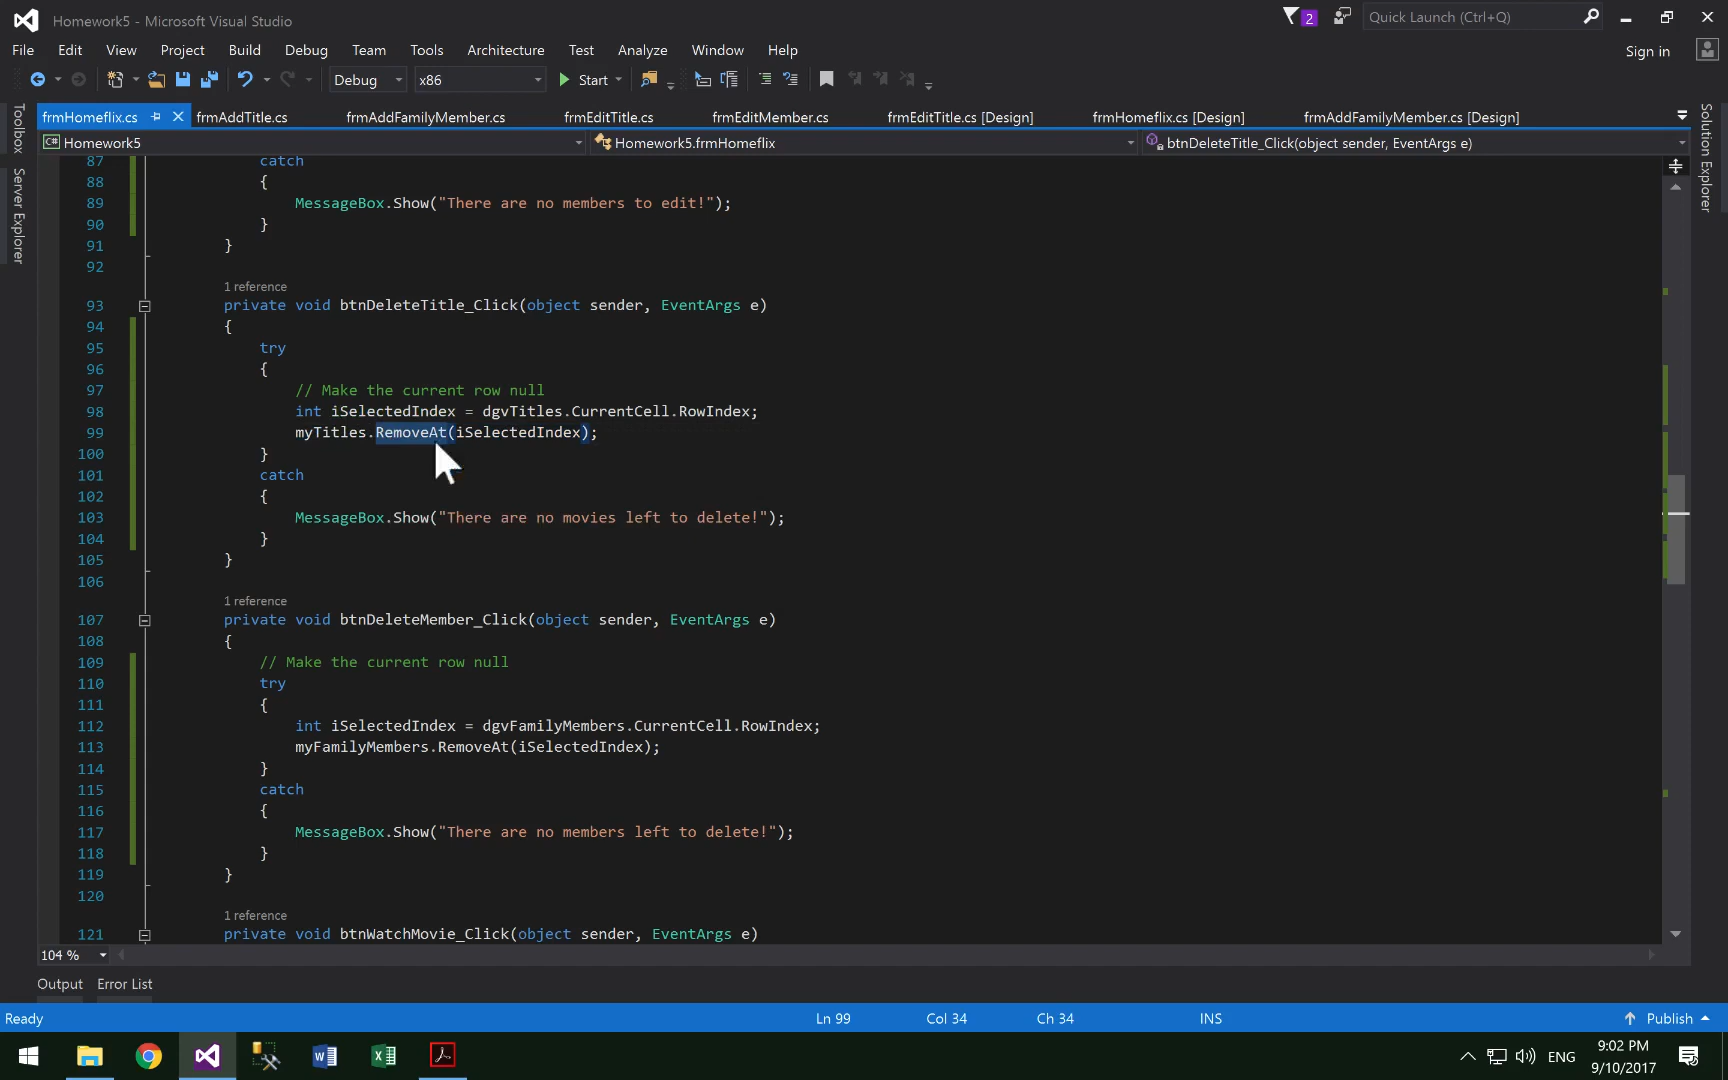 Homework5 - Microsoft Visual Studio
2
Quick Launch (Ctrl+Q)
File Edit View Project Build Debug Team Tools Architecture Test Analyze Window Help
Sign in
Debug x86 Start
Toolbox
Server Explorer
Solution Explorer
frmHomeflix.cs frmAddTitle.cs frmAddFamilyMember.cs frmEditTitle.cs frmEditMember.cs frmEditTitle.cs [Design] frmHomeflix.cs [Design] frmAddFamilyMember.cs [Design]
C# Homework5 Homework5.frmHomeflix btnDeleteTitle_Click(object sender, EventArgs e)
87 catch
88 {
89 MessageBox.Show("There are no members to edit!");
90 }
91 }
92
1 reference
93 private void btnDeleteTitle_Click(object sender, EventArgs e)
94 {
95 try
96 {
97 // Make the current row null
98 int iSelectedIndex = dgvTitles.CurrentCell.RowIndex;
99 myTitles.RemoveAt(iSelectedIndex);
100 }
101 catch
102 {
103 MessageBox.Show("There are no movies left to delete!");
104 }
105 }
106
1 reference
107 private void btnDeleteMember_Click(object sender, EventArgs e)
108 {
109 // Make the current row null
110 try
111 {
112 int iSelectedIndex = dgvFamilyMembers.CurrentCell.RowIndex;
113 myFamilyMembers.RemoveAt(iSelectedIndex);
114 }
115 catch
116 {
117 MessageBox.Show("There are no members left to delete!");
118 }
119 }
120
1 reference
121 private void btnWatchMovie_Click(object sender, EventArgs e)
104 %
Output Error List
Ready Ln 99 Col 34 Ch 34 INS Publish
ENG
9:02 PM
9/10/2017